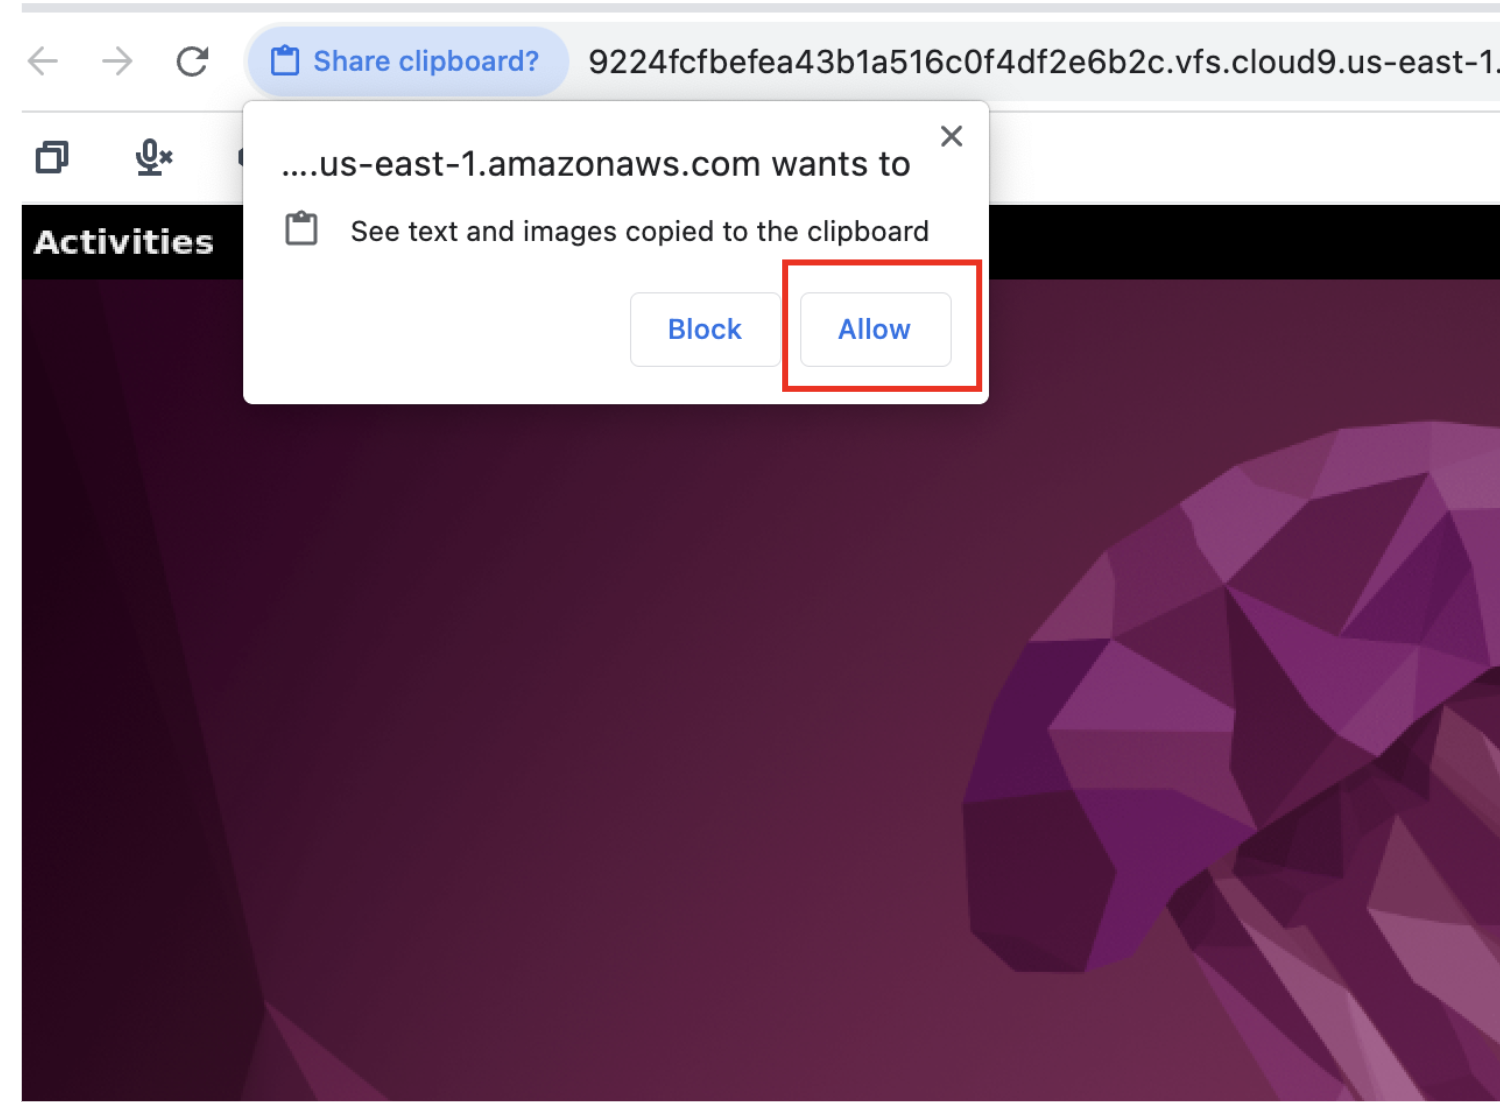 Share clipboard?
9224fcfbefea43b1a516c0f4df2e6b2c.vfs.cloud9.us-east-1.
....us-east-1.amazonaws.com wants to
See text and images copied to the clipboard
Block
Allow
Activities